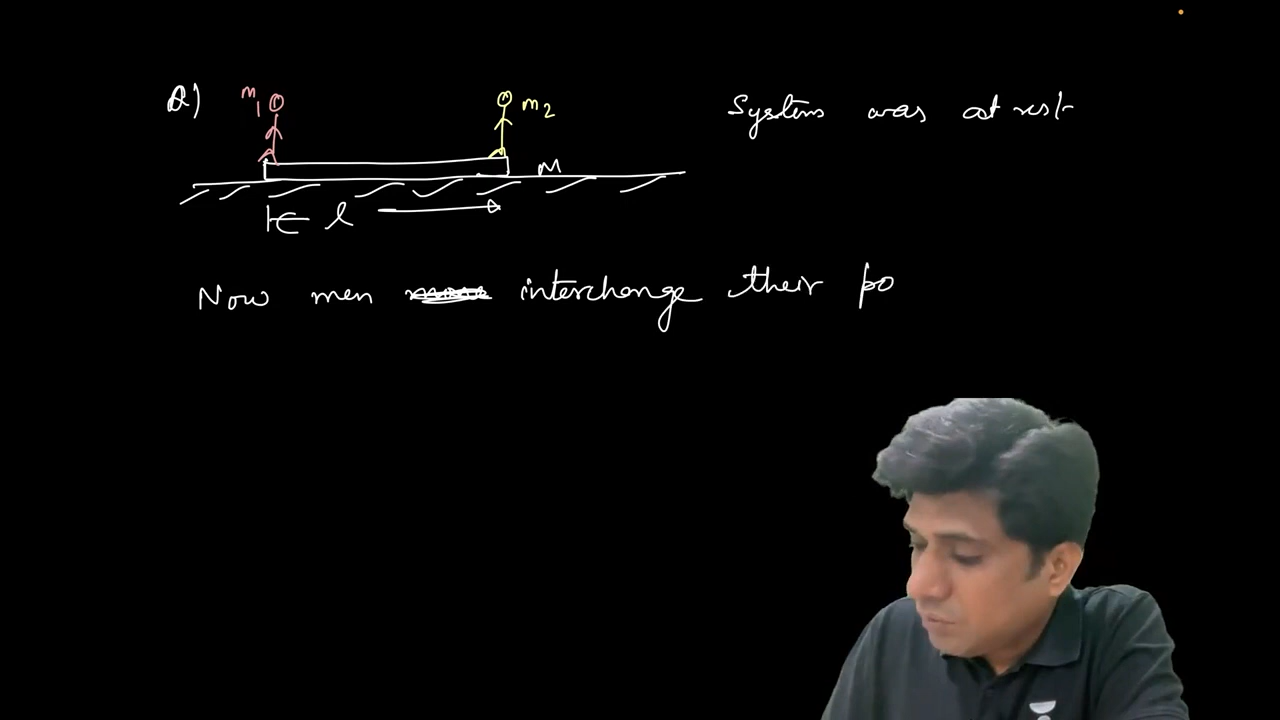 Q) m1 m2 System was at rest
M
l
Now men interchange their po